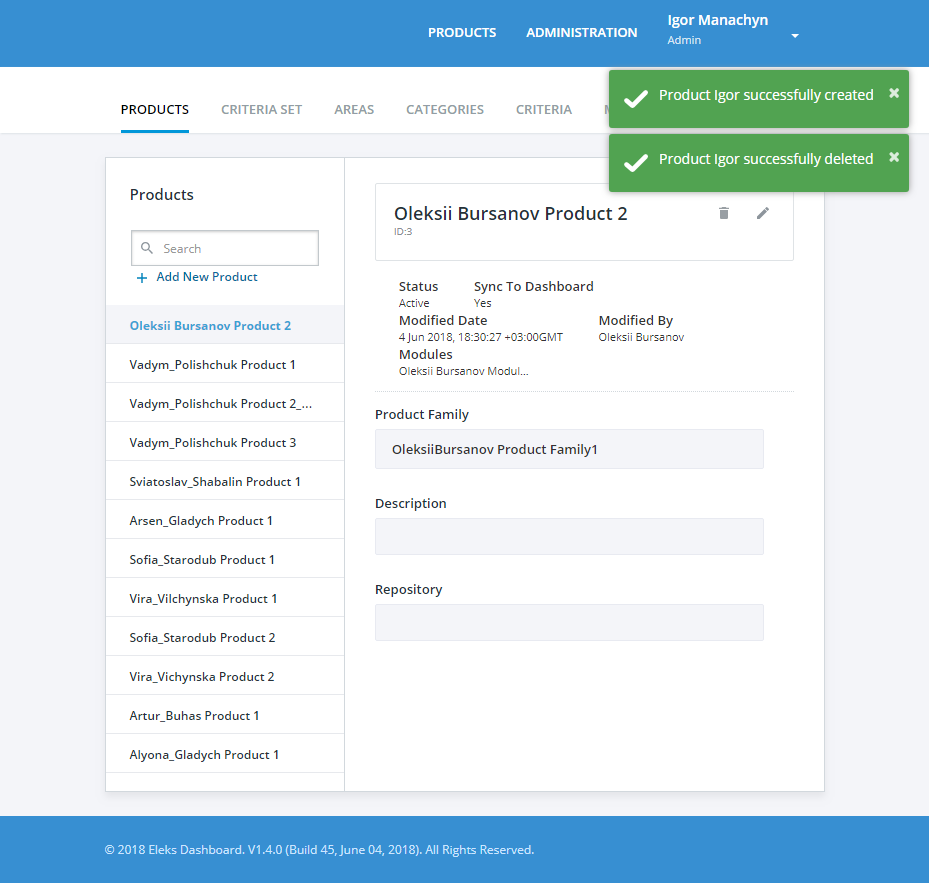 PRODUCTS ADMINISTRATION Igor Manachyn
Admin
PRODUCTS CRITERIA SET AREAS CATEGORIES CRITERIA
Product Igor successfully created
Product Igor successfully deleted
Products
Search
Add New Product
Oleksii Bursanov Product 2
Vadym_Polishchuk Product 1
Vadym_Polishchuk Product 2_...
Vadym_Polishchuk Product 3
Sviatoslav_Shabalin Product 1
Arsen_Gladych Product 1
Sofia_Starodub Product 1
Vira_Vilchynska Product 1
Sofia_Starodub Product 2
Vira_Vichynska Product 2
Artur_Buhas Product 1
Alyona_Gladych Product 1
Oleksii Bursanov Product 2
ID:3
Status Sync To Dashboard
Active Yes
Modified Date Modified By
4 Jun 2018, 18:30:27 +03:00GMT Oleksii Bursanov
Modules
Oleksii Bursanov Modul...
Product Family
OleksiiBursanov Product Family1
Description
Repository
© 2018 Eleks Dashboard. V1.4.0 (Build 45, June 04, 2018). All Rights Reserved.